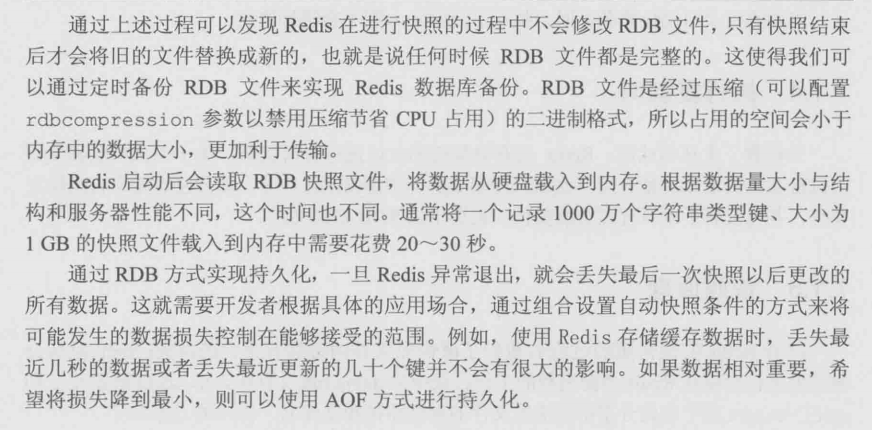 通过上述过程可以发现 Redis 在进行快照的过程中不会修改 RDB 文件，只有快照结束
后才会将旧的文件替换成新的，也就是说任何时候 RDB 文件都是完整的。这使得我们可
以通过定时备份 RDB 文件来实现 Redis 数据库备份。RDB 文件是经过压缩（可以配置
rdbcompression 参数以禁用压缩节省 CPU 占用）的二进制格式，所以占用的空间会小于
内存中的数据大小，更加利于传输。
Redis 启动后会读取 RDB 快照文件，将数据从硬盘载入到内存。根据数据量大小与结
构和服务器性能不同，这个时间也不同。通常将一个记录 1000 万个字符串类型键、大小为
1 GB 的快照文件载入到内存中需要花费 20～30 秒。
通过 RDB 方式实现持久化，一旦 Redis 异常退出，就会丢失最后一次快照以后更改的
所有数据。这就需要开发者根据具体的应用场合，通过组合设置自动快照条件的方式来将
可能发生的数据损失控制在能够接受的范围。例如，使用 Redis 存储缓存数据时，丢失最
近几秒的数据或者丢失最近更新的几十个键并不会有很大的影响。如果数据相对重要，希
望将损失降到最小，则可以使用 AOF 方式进行持久化。